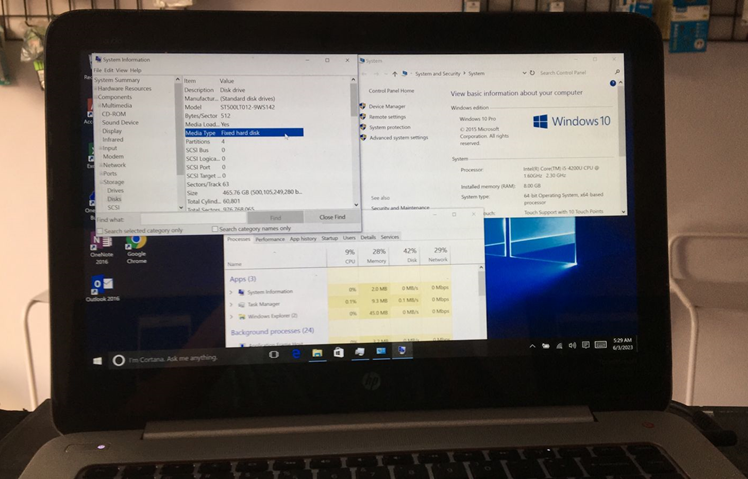 System Information
File Edit View Help
System Summary
Hardware Resources
Components
Multimedia
CD-ROM
Sound Device
Display
Infrared
Input
Modem
Network
Ports
Storage
Drives
Disks
SCSI
Item Value
Description Disk drive
Manufactur... (Standard disk drives)
Model ST500LT012-9WS142
Bytes/Sector 512
Media Load... Yes
Media Type Fixed hard disk
Partitions 4
SCSI Bus 0
SCSI Logica... 0
SCSI Port 0
SCSI Target ... 0
Sectors/Track 63
Size 465.76 GB (500,105,249,280 b...
Total Cylind... 60,801
Total Sectors 976,768,065
Find what:
Find
Close Find
Search selected category only
Search category names only
System
System and Security > System
Search Control Panel
Control Panel Home
Device Manager
Remote settings
System protection
Advanced system settings
See also
Security and Maintenance
View basic information about your computer
Windows edition
Windows 10 Pro
© 2015 Microsoft
Corporation. All rights
reserved.
Windows 10
System
Processor: Intel(R) Core(TM) i5-4200U CPU @
1.60GHz 2.30 GHz
Installed memory (RAM): 8.00 GB
System type: 64-bit Operating System, x64-based
processor
Touch Support with 10 Touch Points
Processes Performance App history Startup Users Details Services
9% 28% 42% 29%
Name CPU Memory Disk Network
Apps (3)
System Information 0% 2.0 MB 0 MB/s 0 Mbps
Task Manager 0.1% 9.3 MB 0.1 MB/s 0 Mbps
Windows Explorer (2) 0% 45.0 MB 0 MB/s 0 Mbps
Background processes (24)
OneNote
2016
Google
Chrome
Outlook 2016
I'm Cortana. Ask me anything.
5:29 AM
6/3/2023
hp